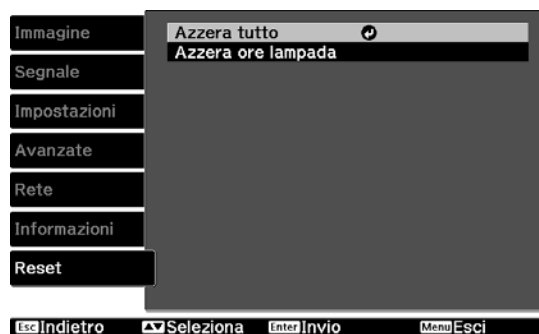 Immagine
Segnale
Impostazioni
Avanzate
Rete
Informazioni
Reset
Azzera tutto
Azzera ore lampada
Esc Indietro Seleziona Enter Invio Menu Esci